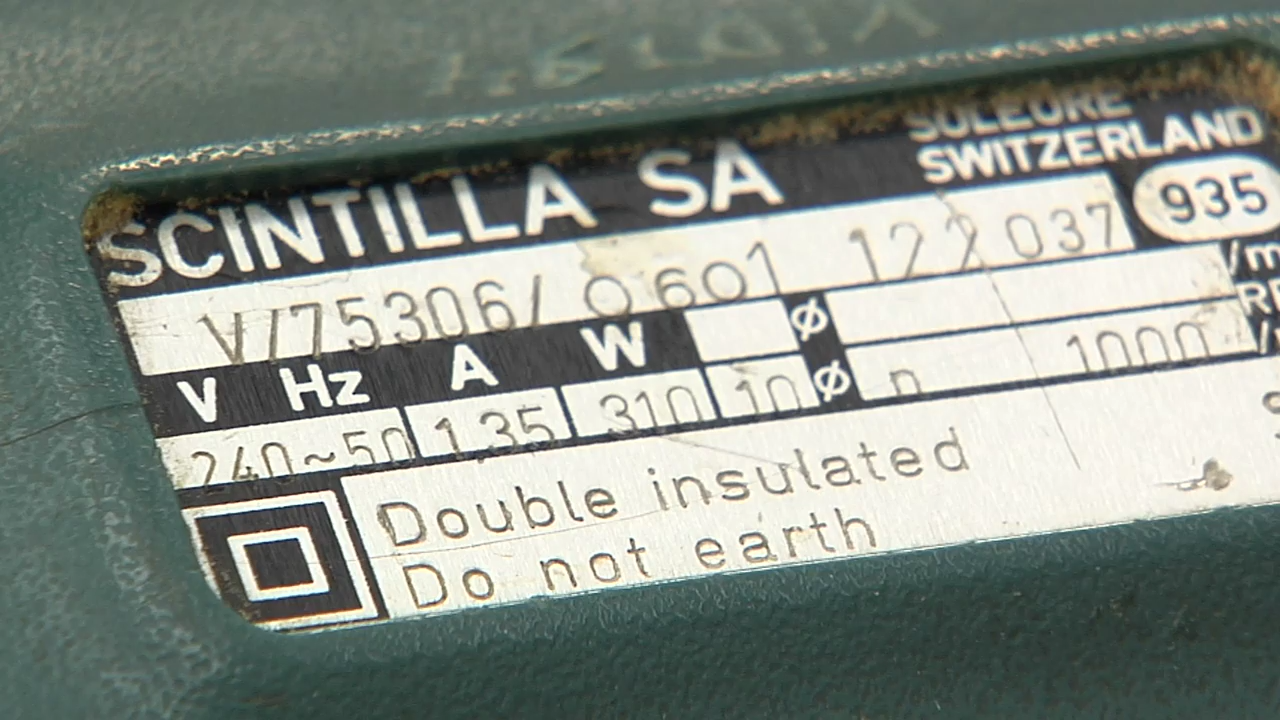 SCINTILLA SA
SOLEURE
SWITZERLAND
935
V175306/ 0 601 122 037
V Hz A W
240~50 1,35 310 10 Ø n 1000
Ø
Double insulated
Do not earth